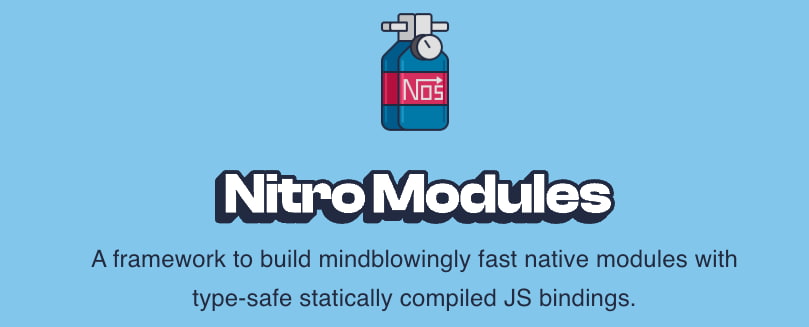 NOS
Nitro Modules
A framework to build mindblowingly fast native modules with
type-safe statically compiled JS bindings.